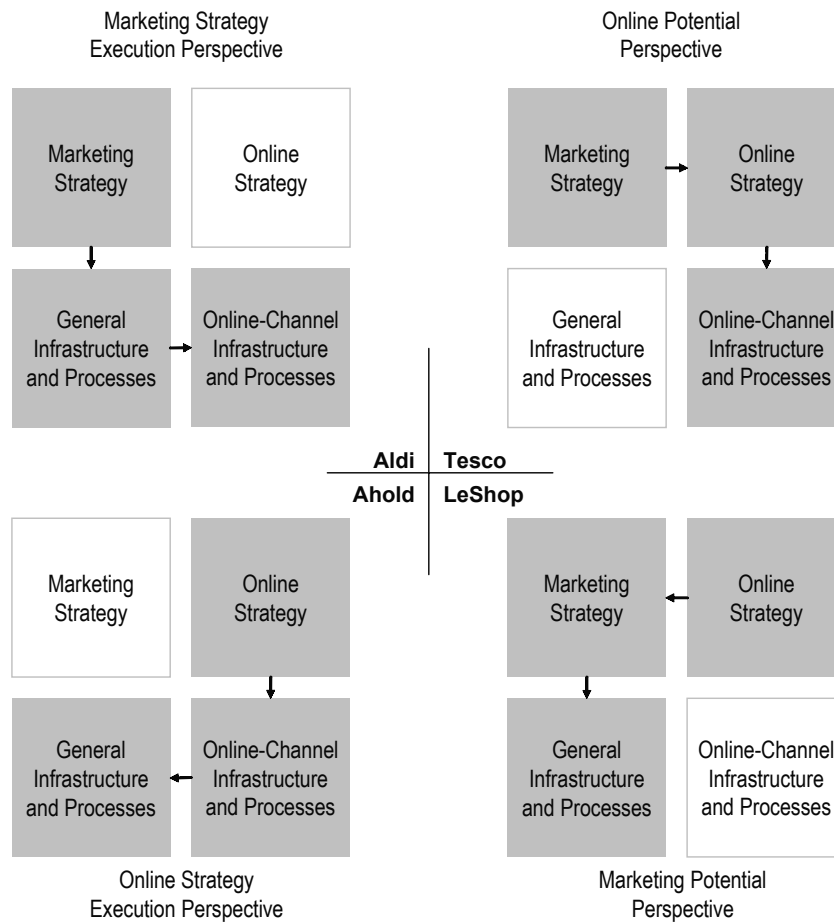 Marketing Strategy
Execution Perspective
Marketing
Strategy
Online
Strategy
General
Infrastructure
and Processes
Online-Channel
Infrastructure
and Processes
Online Potential
Perspective
Marketing
Strategy
Online
Strategy
General
Infrastructure
and Processes
Online-Channel
Infrastructure
and Processes
Aldi
Tesco
Ahold
LeShop
Marketing
Strategy
Online
Strategy
General
Infrastructure
and Processes
Online-Channel
Infrastructure
and Processes
Online Strategy
Execution Perspective
Marketing
Strategy
Online
Strategy
General
Infrastructure
and Processes
Online-Channel
Infrastructure
and Processes
Marketing Potential
Perspective